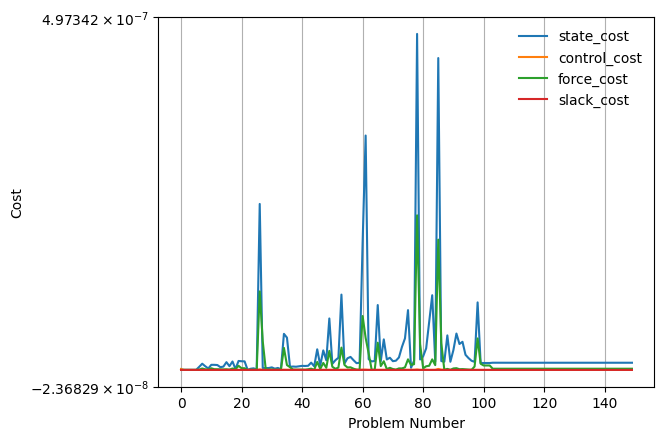 4.97342 × 10⁻⁷
state_cost
control_cost
force_cost
slack_cost
Cost
−2.36829 × 10⁻⁸
0 20 40 60 80 100 120 140
Problem Number